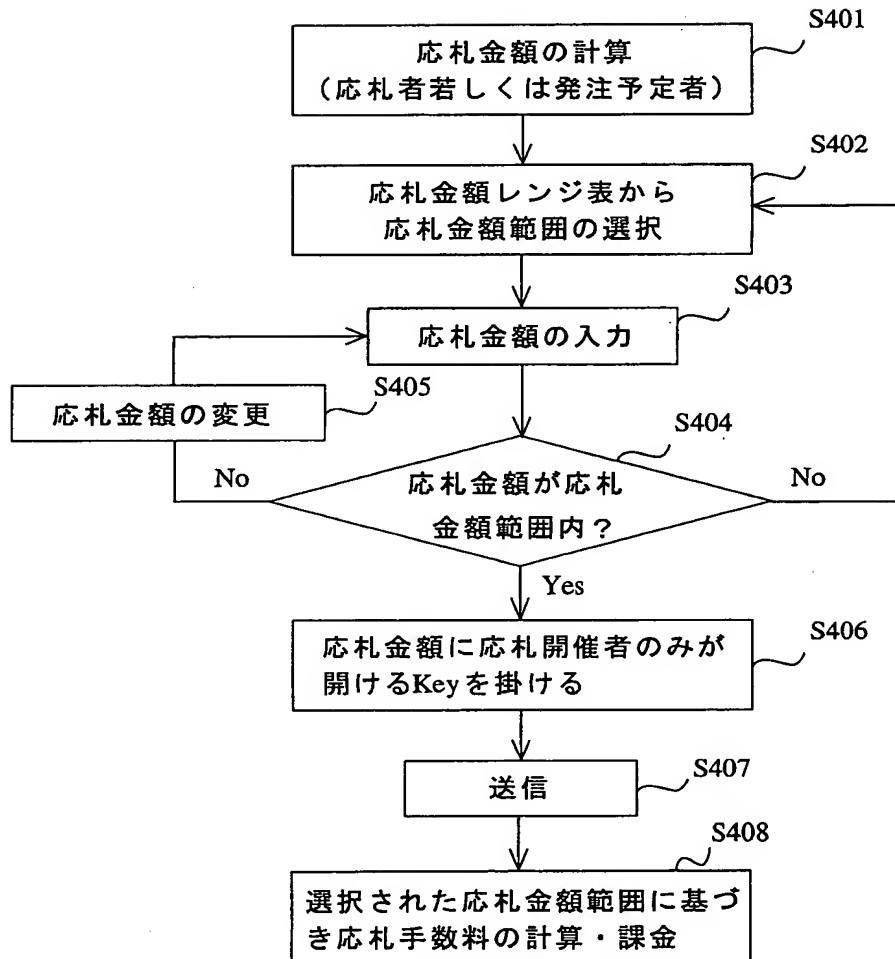 S401
応札金額の計算
(応札者若しくは発注予定者)
S402
応札金額レンジ表から
応札金額範囲の選択
S403
応札金額の入力
S405
応札金額の変更
S404
No
応札金額が応札
金額範囲内？
No
Yes
S406
応札金額に応札開催者のみが
開けるKeyを掛ける
S407
送信
S408
選択された応札金額範囲に基づ
き応札手数料の計算・課金